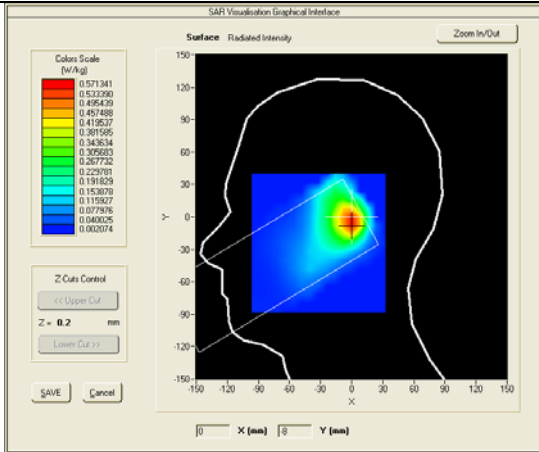 SAR Visualisation Graphical Interface
Surface Radiated Intensity
Zoom In/Out
Colors Scale
(W/kg)
0.571341
0.533390
0.495439
0.457488
0.419537
0.381585
0.343634
0.305683
0.267732
0.229781
0.191829
0.153878
0.115927
0.077976
0.040025
0.002074
Z Cuts Control
<< Upper Cut
Z = 0.2 mm
Lower Cut >>
SAVE Cancel
150
120
90
60
30
0
-30
-60
-90
-120
-150
Y
-150 -120 -90 -60 -30 0 30 60 90 120 150
X
0 X (mm) -8 Y (mm)